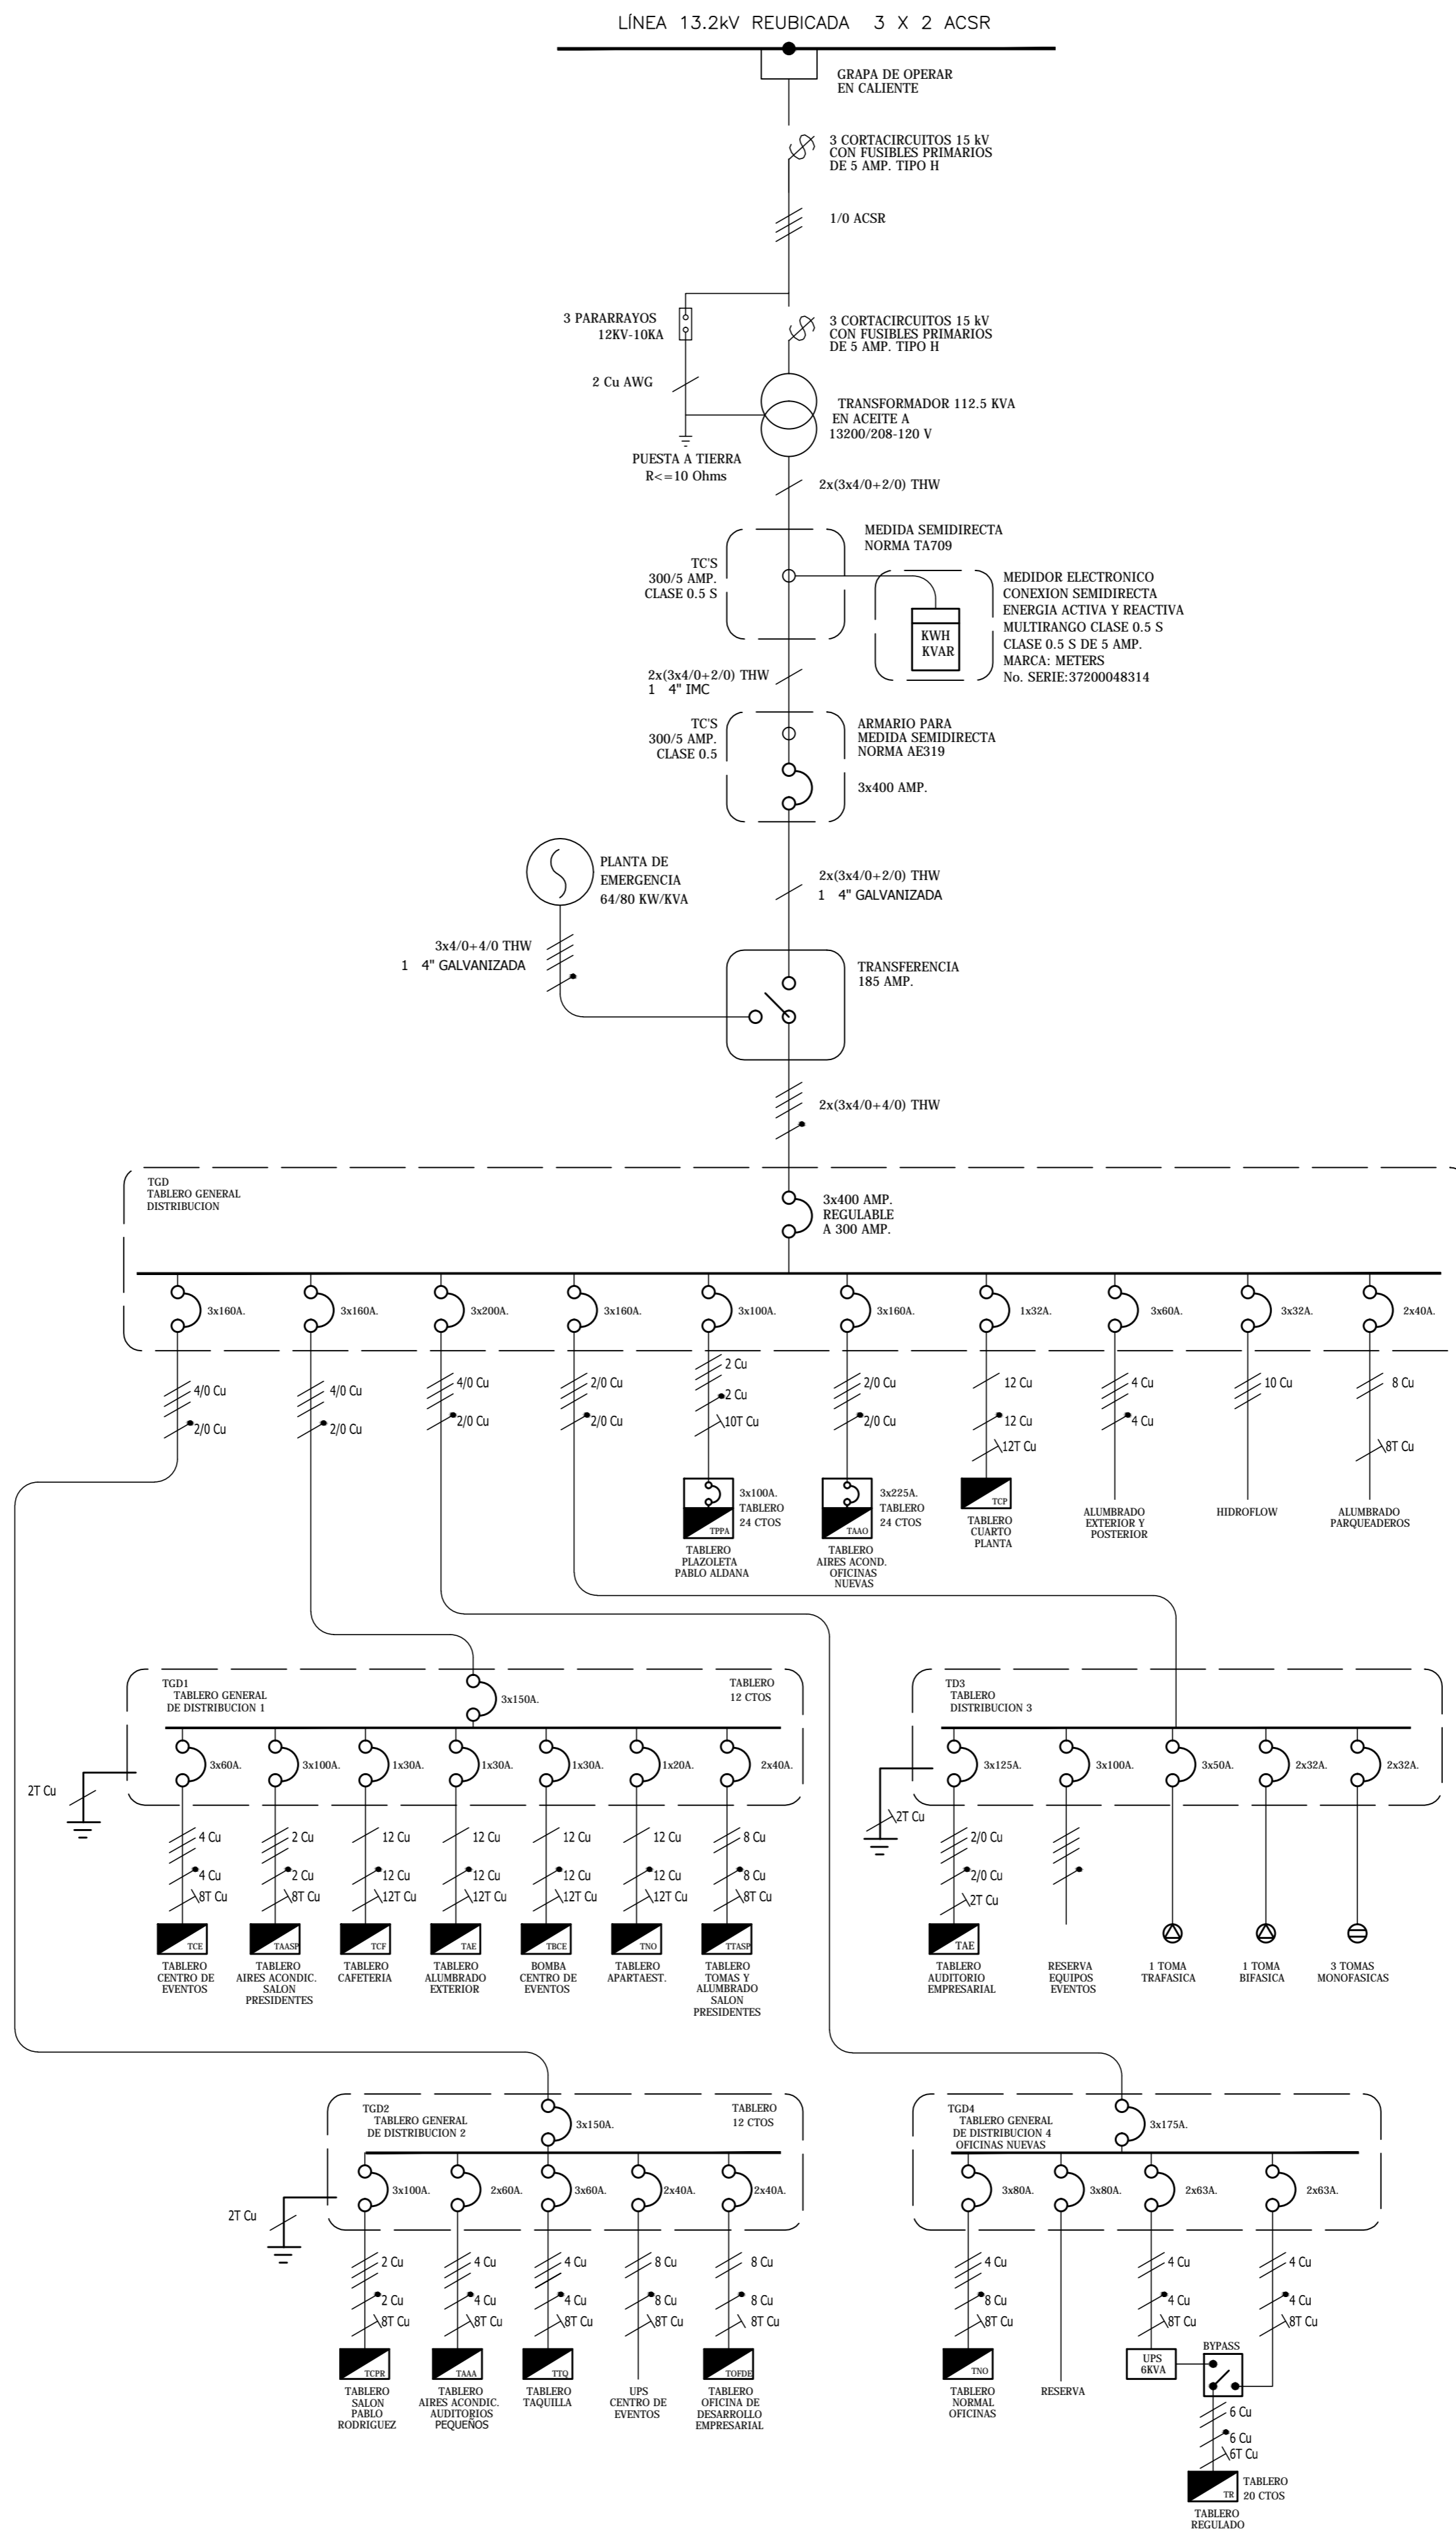 LÍNEA 13.2kV REUBICADA 3 X 2 ACSR
GRAPA DE OPERAR
EN CALIENTE
3 CORTACIRCUITOS 15 kV
CON FUSIBLES PRIMARIOS
DE 5 AMP. TIPO H
1/0 ACSR
3 PARARRAYOS
12KV-10KA
3 CORTACIRCUITOS 15 kV
CON FUSIBLES PRIMARIOS
DE 5 AMP. TIPO H
2 Cu AWG
TRANSFORMADOR 112.5 KVA
EN ACEITE A
13200/208-120 V
PUESTA A TIERRA
R<=10 Ohms
2x(3x4/0+2/0) THW
MEDIDA SEMIDIRECTA
NORMA TA709
TC'S
300/5 AMP.
CLASE 0.5 S
MEDIDOR ELECTRONICO
CONEXION SEMIDIRECTA
ENERGIA ACTIVA Y REACTIVA
MULTIRANGO CLASE 0.5 S
CLASE 0.5 S DE 5 AMP.
MARCA: METERS
No. SERIE:37200048314
KWH
KVAR
2x(3x4/0+2/0) THW
1 4" IMC
TC'S
300/5 AMP.
CLASE 0.5
ARMARIO PARA
MEDIDA SEMIDIRECTA
NORMA AE319
3x400 AMP.
PLANTA DE
EMERGENCIA
64/80 KW/KVA
2x(3x4/0+2/0) THW
1 4" GALVANIZADA
3x4/0+4/0 THW
1 4" GALVANIZADA
TRANSFERENCIA
185 AMP.
2x(3x4/0+4/0) THW
TGD
TABLERO GENERAL
DISTRIBUCION
3x400 AMP.
REGULABLE
A 300 AMP.
3x160A. 3x160A. 3x200A. 3x160A. 3x100A. 3x160A. 1x32A. 3x60A. 3x32A. 2x40A.
4/0 Cu
2/0 Cu
4/0 Cu
2/0 Cu
4/0 Cu
2/0 Cu
2/0 Cu
2/0 Cu
2 Cu
2 Cu
10T Cu
2/0 Cu
2/0 Cu
12 Cu
12 Cu
12T Cu
4 Cu
4 Cu
10 Cu
8 Cu
8T Cu
3x100A.
TABLERO
24 CTOS
TPPA
TABLERO
PLAZOLETA
PABLO ALDANA
3x225A.
TABLERO
24 CTOS
TAAO
TABLERO
AIRES ACOND.
OFICINAS
NUEVAS
TCP
TABLERO
CUARTO
PLANTA
ALUMBRADO
EXTERIOR Y
POSTERIOR
HIDROFLOW
ALUMBRADO
PARQUEADEROS
TGD1
TABLERO GENERAL
DE DISTRIBUCION 1
3x150A.
TABLERO
12 CTOS
3x60A. 3x100A. 1x30A. 1x30A. 1x30A. 1x20A. 2x40A.
2T Cu
4 Cu
4 Cu
8T Cu
TCE
TABLERO
CENTRO DE
EVENTOS
2 Cu
2 Cu
8T Cu
TAASP
TABLERO
AIRES ACONDIC.
SALON
PRESIDENTES
12 Cu
12 Cu
12T Cu
TCF
TABLERO
CAFETERIA
12 Cu
12 Cu
12T Cu
TAE
TABLERO
ALUMBRADO
EXTERIOR
12 Cu
12 Cu
12T Cu
TBCE
BOMBA
CENTRO DE
EVENTOS
12 Cu
12 Cu
12T Cu
TNO
TABLERO
APARTAEST.
8 Cu
8 Cu
8T Cu
TTASP
TABLERO
TOMAS Y
ALUMBRADO
SALON
PRESIDENTES
TD3
TABLERO
DISTRIBUCION 3
3x125A. 3x100A. 3x50A. 2x32A. 2x32A.
2T Cu
2/0 Cu
2/0 Cu
2T Cu
TAE
TABLERO
AUDITORIO
EMPRESARIAL
RESERVA
EQUIPOS
EVENTOS
1 TOMA
TRAFASICA
1 TOMA
BIFASICA
3 TOMAS
MONOFASICAS
TGD2
TABLERO GENERAL
DE DISTRIBUCION 2
3x150A.
TABLERO
12 CTOS
3x100A. 2x60A. 3x60A. 2x40A. 2x40A.
2T Cu
2 Cu
2 Cu
8T Cu
TCPR
TABLERO
SALON
PABLO
RODRIGUEZ
4 Cu
4 Cu
8T Cu
TAAA
TABLERO
AIRES ACONDIC.
AUDITORIOS
PEQUEÑOS
4 Cu
4 Cu
8T Cu
TTQ
TABLERO
TAQUILLA
8 Cu
8 Cu
8T Cu
UPS
CENTRO DE
EVENTOS
8 Cu
8 Cu
8T Cu
TOFDE
TABLERO
OFICINA DE
DESARROLLO
EMPRESARIAL
TGD4
TABLERO GENERAL
DE DISTRIBUCION 4
OFICINAS NUEVAS
3x175A.
3x80A. 3x80A. 2x63A. 2x63A.
4 Cu
8 Cu
8T Cu
TNO
TABLERO
NORMAL
OFICINAS
RESERVA
4 Cu
4 Cu
8T Cu
UPS
6KVA
4 Cu
4 Cu
8T Cu
BYPASS
6 Cu
6 Cu
6T Cu
TR
TABLERO
20 CTOS
TABLERO
REGULADO